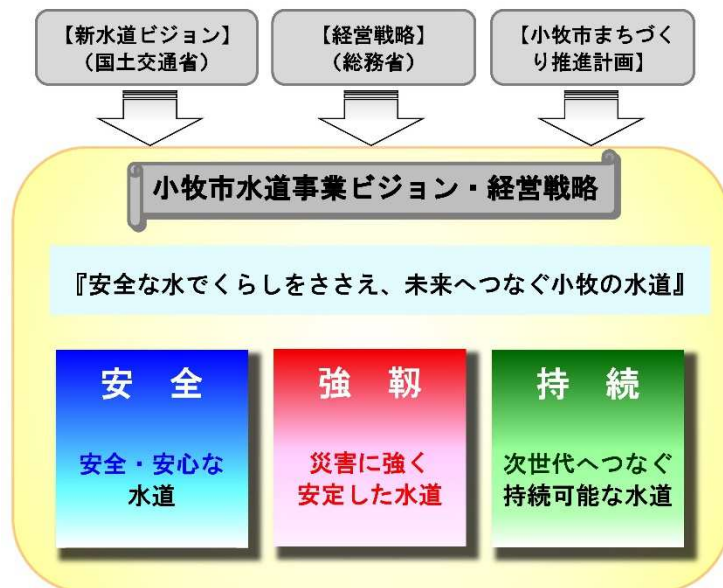 【新水道ビジョン】
（国土交通省）
【経営戦略】
（総務省）
【小牧市まちづく
り推進計画】
小牧市水道事業ビジョン・経営戦略
『安全な水でくらしをささえ、未来へつなぐ小牧の水道』
安 全
安全・安心な
水道
強 靱
災害に強く
安定した水道
持 続
次世代へつなぐ
持続可能な水道